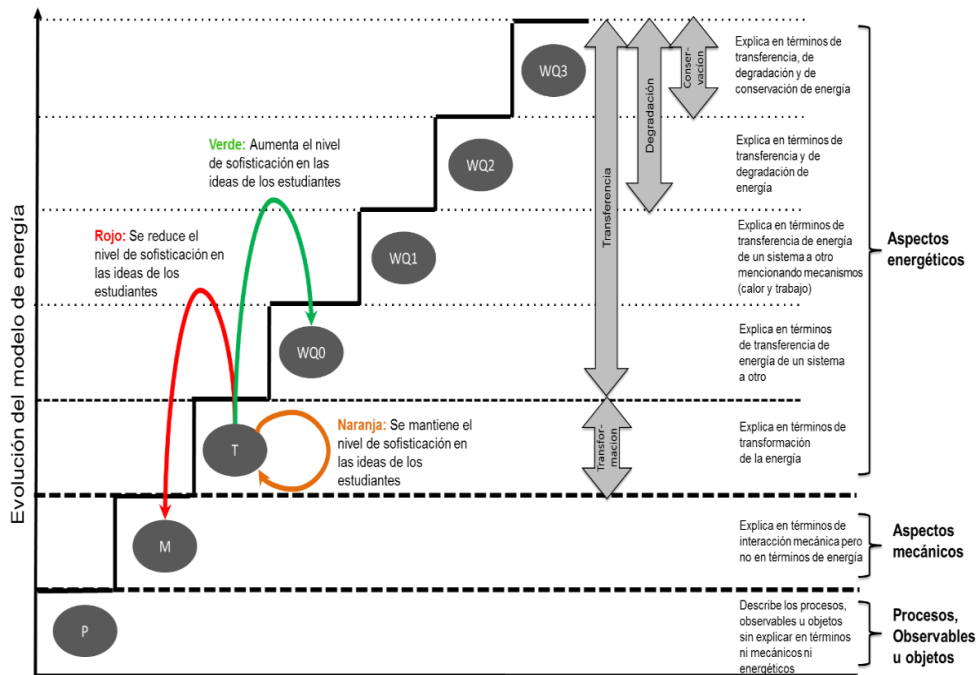 Evolución del modelo de energía
WQ3
WQ2
WQ1
WQ0
T
M
P
Verde: Aumenta el nivel
de sofisticación en las
ideas de los estudiantes
Rojo: Se reduce el
nivel de sofisticación en
las ideas de los
estudiantes
Naranja: Se mantiene el
nivel de sofisticación en
las ideas de los
estudiantes
Transferencia
Degradación
Conser-
vacion
Transfor-
macion
Explica en términos de
transferencia, de
degradación y de
conservación de energía
Explica en términos de
transferencia y de
degradación de
energía
Explica en términos de
transferencia de energía
de un sistema a otro
mencionando mecanismos
(calor y trabajo)
Explica en términos
de transferencia de
energía de un sistema
a otro
Explica en términos de
transformación
de la energía
Explica en términos de
interacción mecánica pero
no en términos de energía
Describe los procesos,
observables u objetos
sin explicar en términos
ni mecánicos ni
energéticos
Aspectos
energéticos
Aspectos
mecánicos
Procesos,
Observables
u objetos